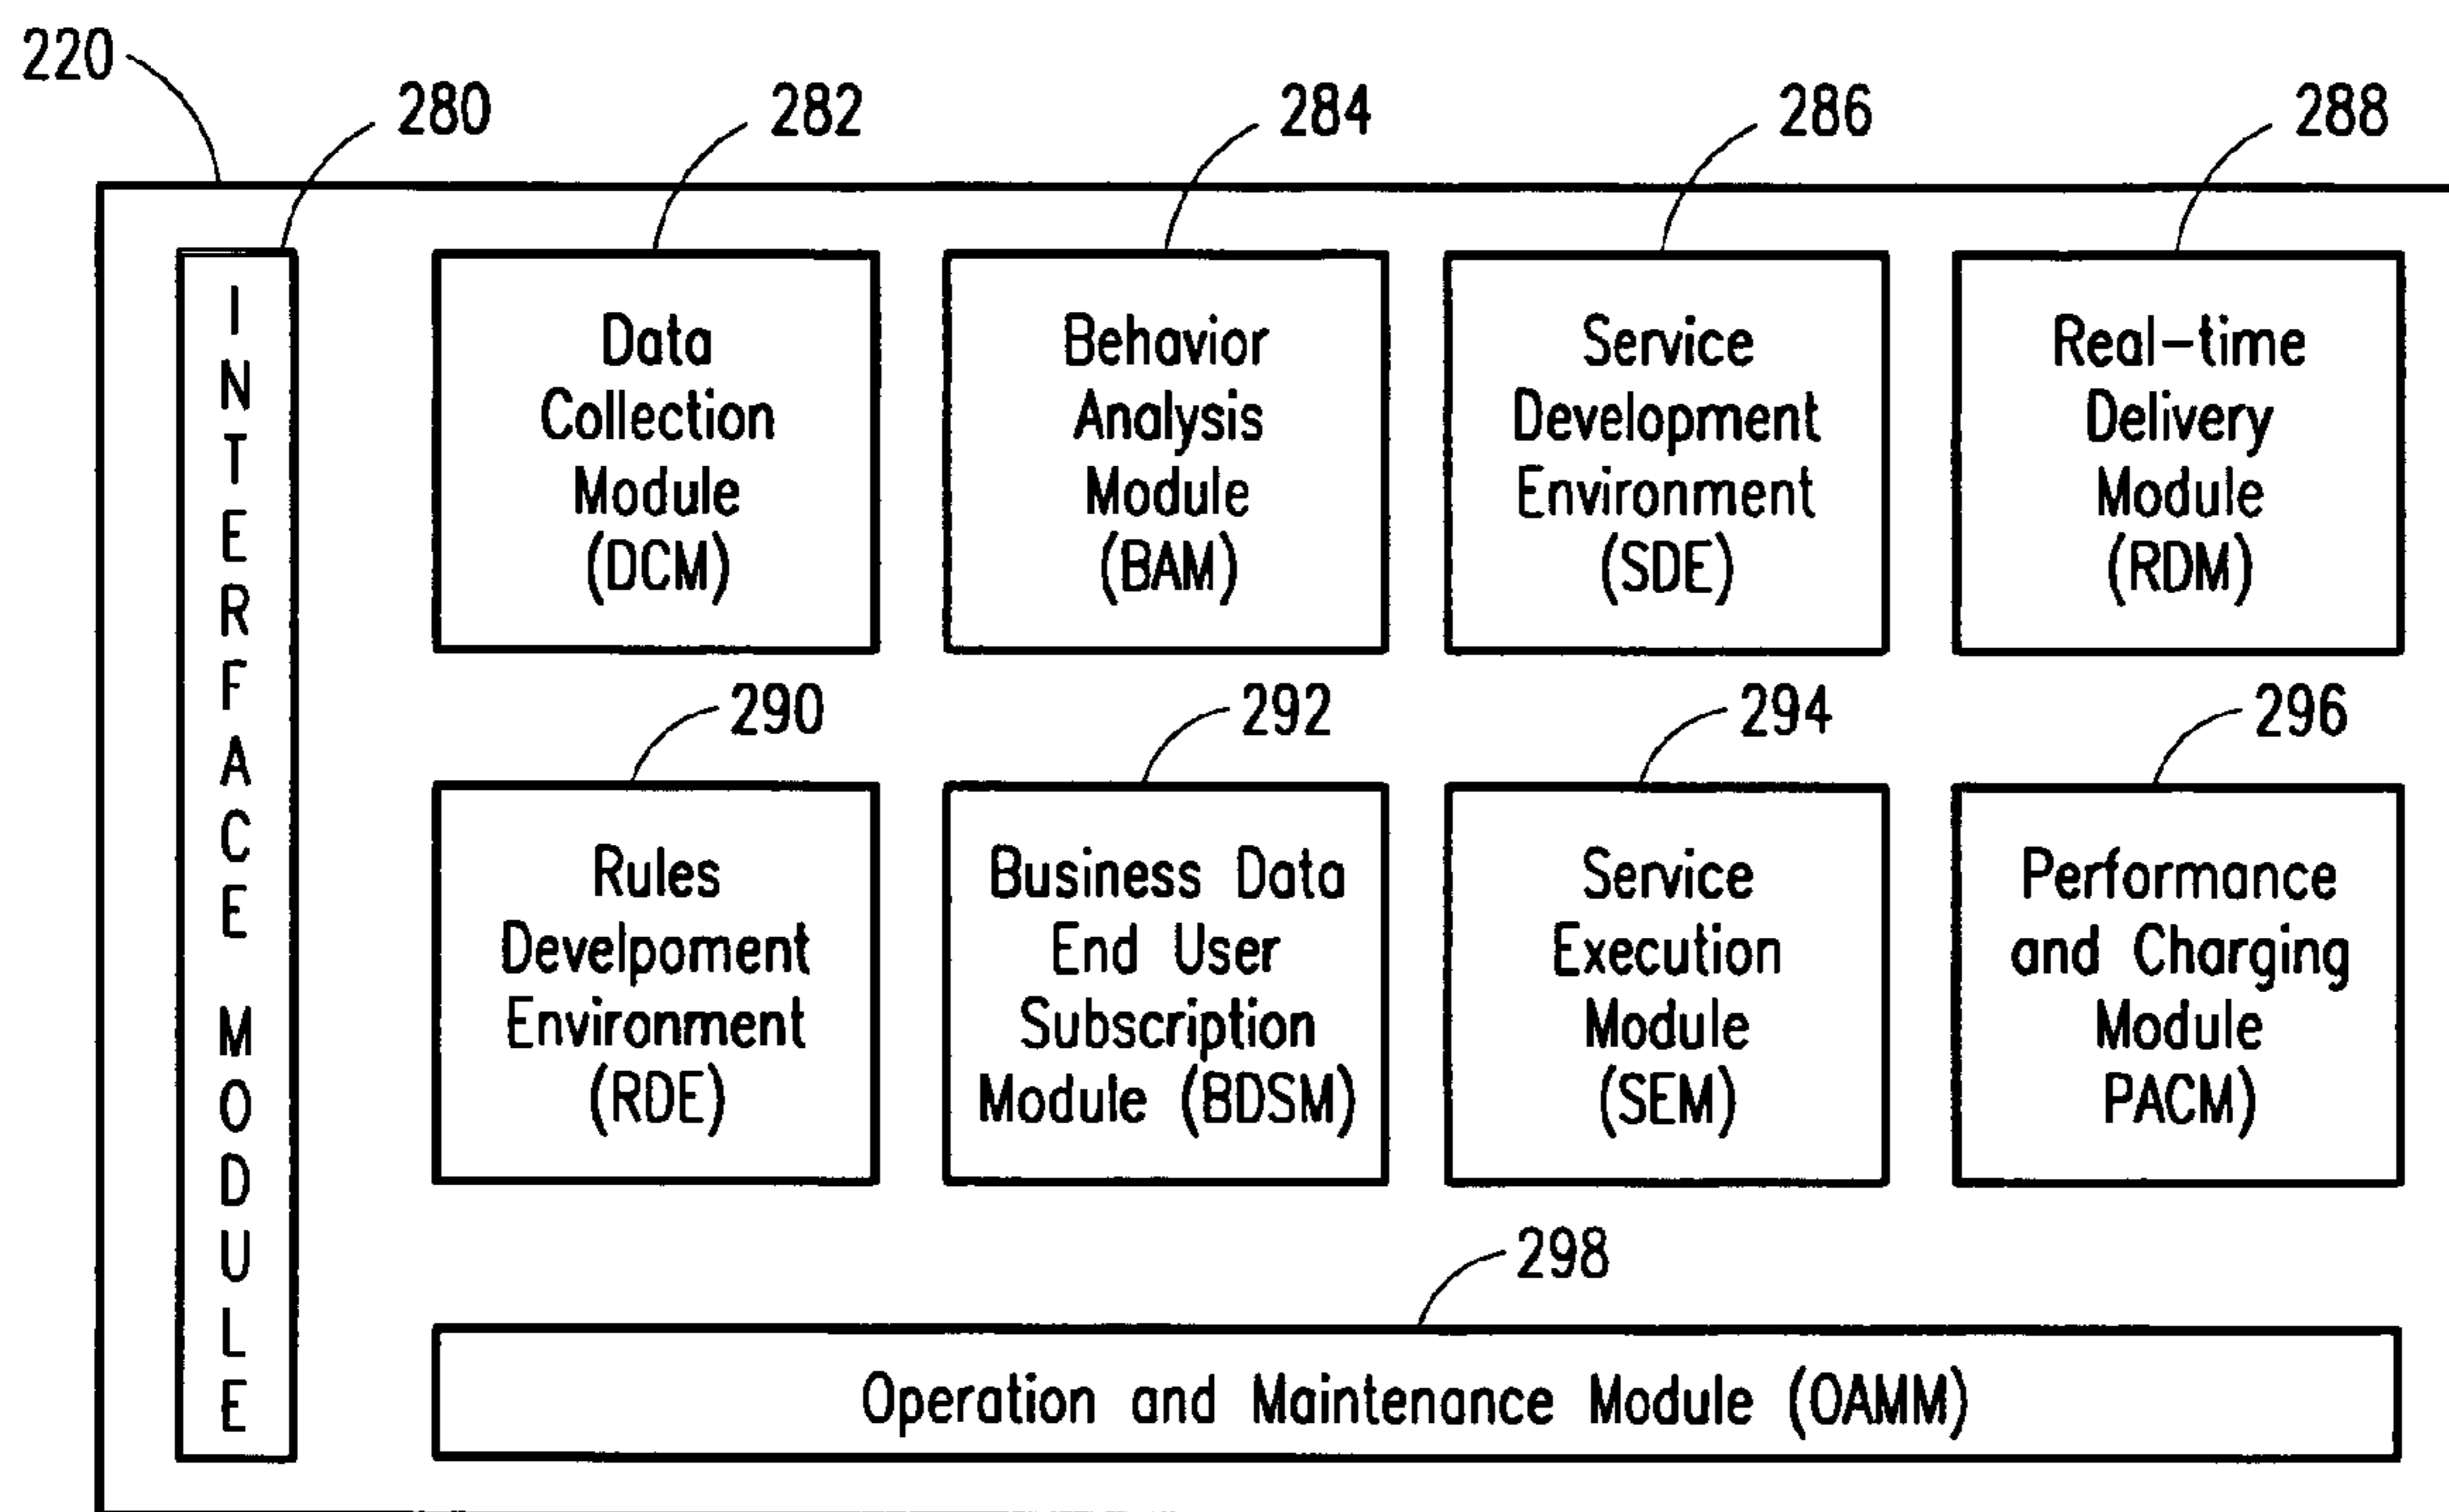 220
280
282
284
286
288
INTERFACE MODULE
Data
Collection
Module
(DCM)
Behavior
Analysis
Module
(BAM)
Service
Development
Environment
(SDE)
Real-time
Delivery
Module
(RDM)
290
292
294
296
Rules
Develpoment
Environment
(RDE)
Business Data
End User
Subscription
Module (BDSM)
Service
Execution
Module
(SEM)
Performance
and Charging
Module
PACM)
298
Operation and Maintenance Module (OAMM)